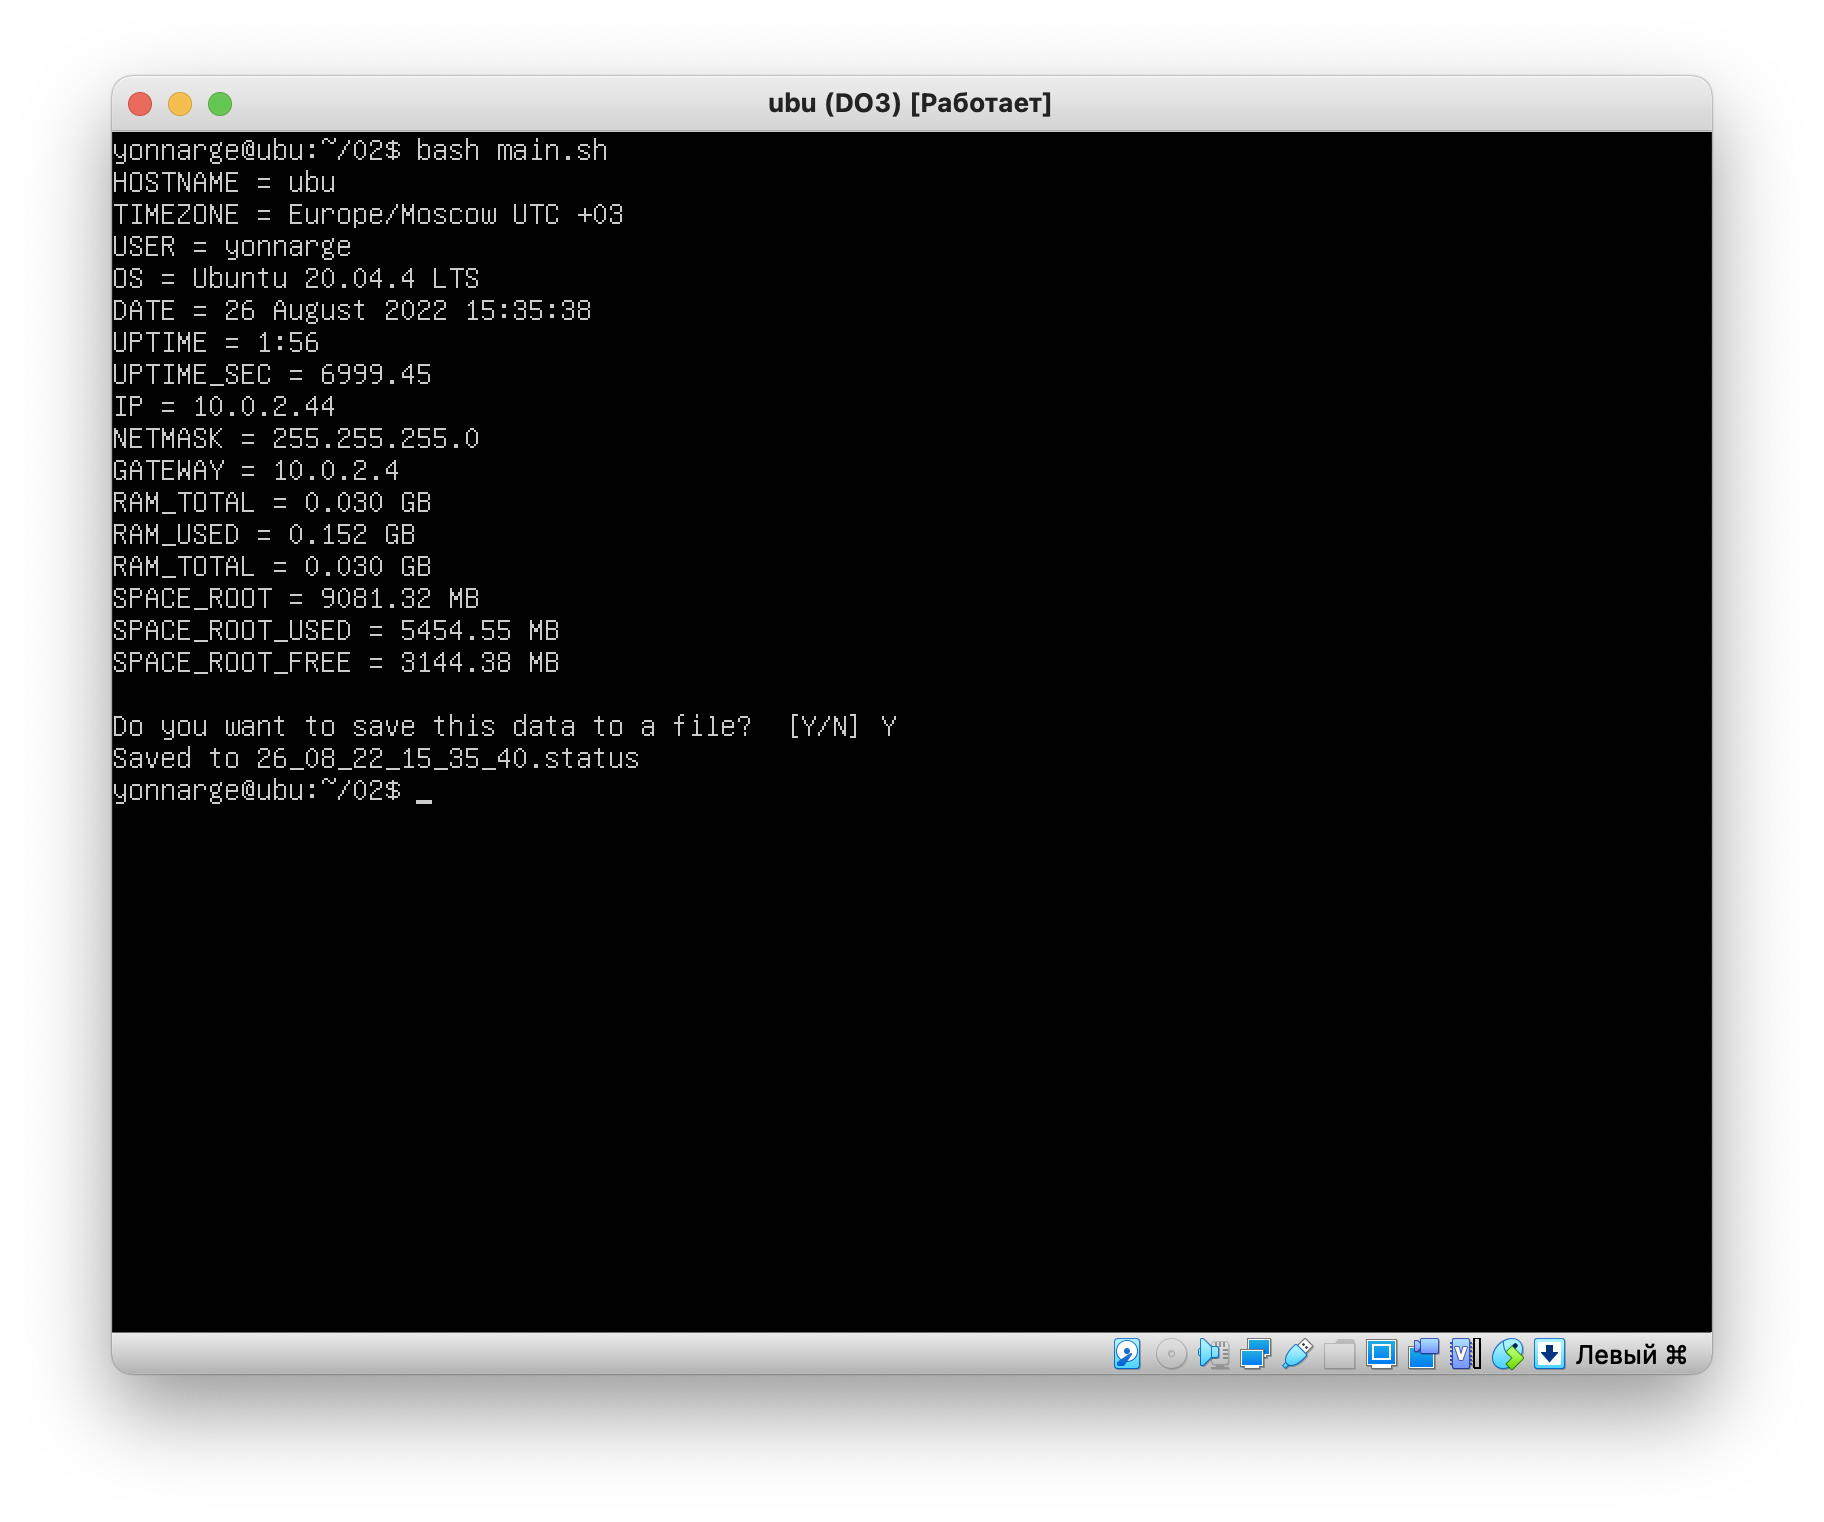 ubu (DO3) [Работает]
yonnarge@ubu:~/02$ bash main.sh
HOSTNAME = ubu
TIMEZONE = Europe/Moscow UTC +03
USER = yonnarge
OS = Ubuntu 20.04.4 LTS
DATE = 26 August 2022 15:35:38
UPTIME = 1:56
UPTIME_SEC = 6999.45
IP = 10.0.2.44
NETMASK = 255.255.255.0
GATEWAY = 10.0.2.4
RAM_TOTAL = 0.030 GB
RAM_USED = 0.152 GB
RAM_TOTAL = 0.030 GB
SPACE_ROOT = 9081.32 MB
SPACE_ROOT_USED = 5454.55 MB
SPACE_ROOT_FREE = 3144.38 MB
Do you want to save this data to a file?  [Y/N] Y
Saved to 26_08_22_15_35_40.status
yonnarge@ubu:~/02$ _
Левый ⌘